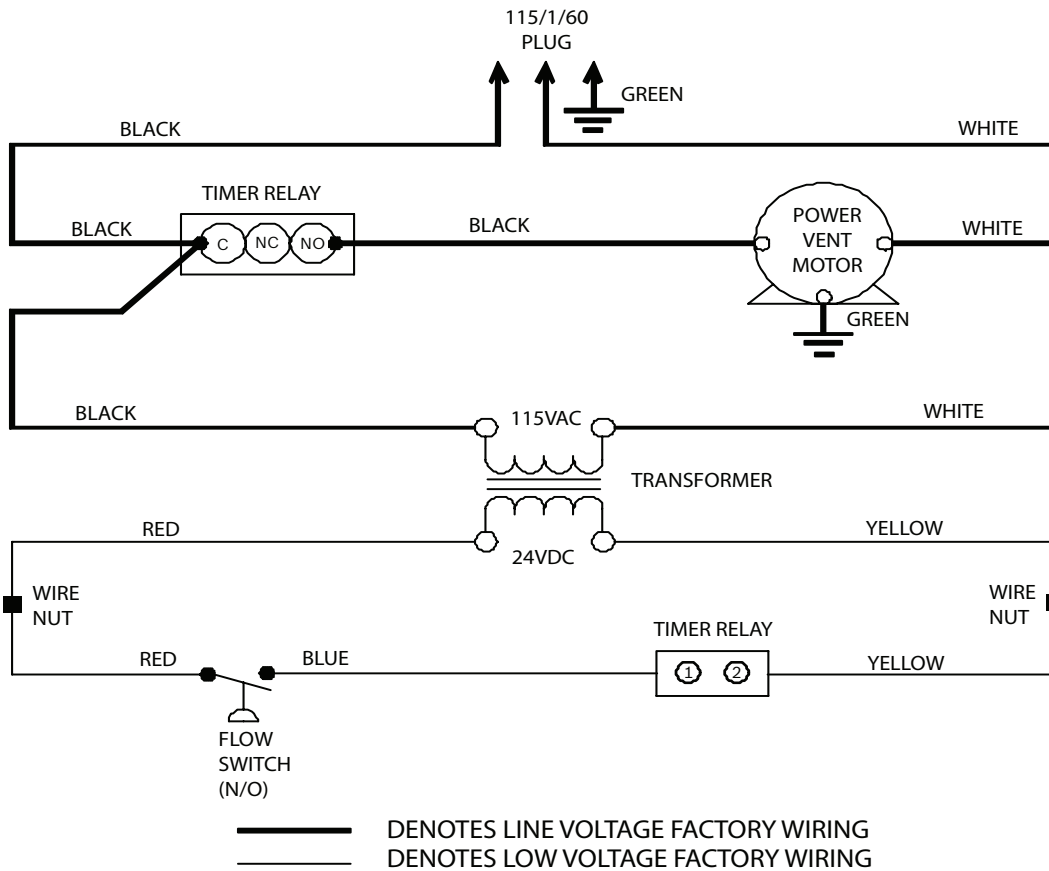 115/1/60
PLUG
GREEN
BLACK
WHITE
TIMER RELAY
BLACK
C
NC
NO
BLACK
POWER
VENT
MOTOR
WHITE
GREEN
BLACK
115VAC
WHITE
TRANSFORMER
RED
24VDC
YELLOW
WIRE
NUT
WIRE
NUT
TIMER RELAY
RED
BLUE
1
2
YELLOW
FLOW
SWITCH
(N/O)
DENOTES LINE VOLTAGE FACTORY WIRING
DENOTES LOW VOLTAGE FACTORY WIRING